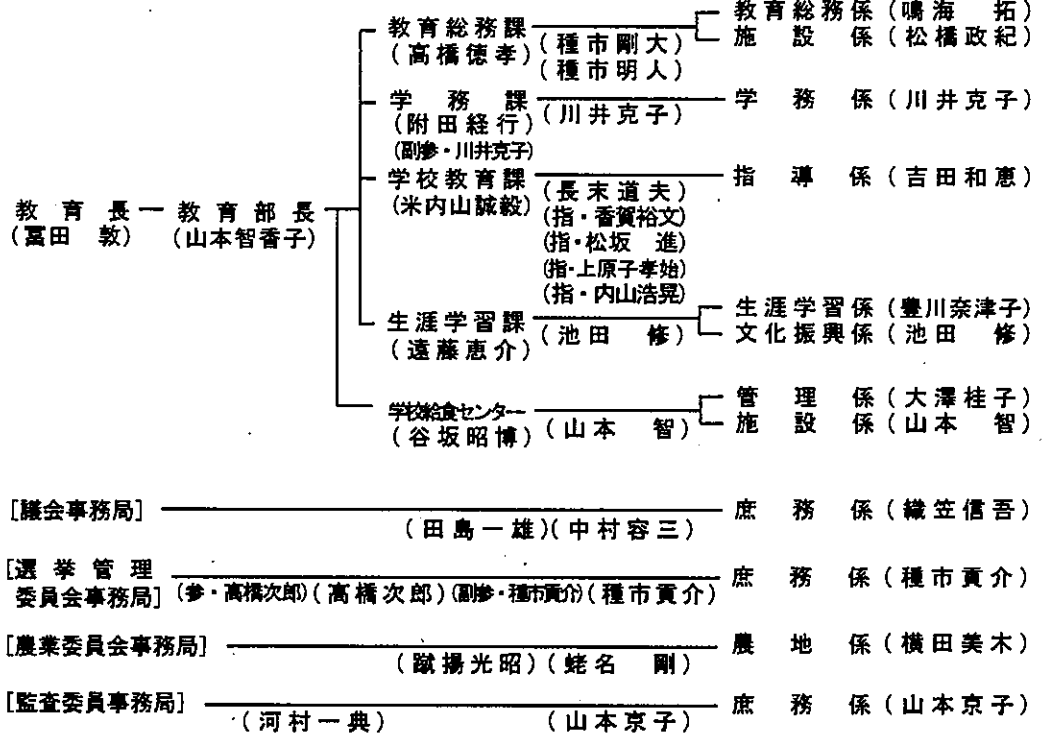 教育総務課 教育総務係(鳴海 拓)
(高橋徳孝) (種市剛大) 施設係(松橋政紀)
(種市明人)
学務課 (川井克子) 学務係(川井克子)
(附田経行)
(副参・川井克子)
学校教育課 (長末道夫) 指導係(吉田和恵)
(米内山誠毅) (指・香賀裕文)
教育長 教育部長 (指・松坂 進)
(冨田 敦) (山本智香子) (指・上原子孝始)
(指・内山浩晃)
生涯学習課 (池田 修) 生涯学習係(豊川奈津子)
(遠藤恵介) 文化振興係(池田 修)
学校給食センター (山本 智) 管理係(大澤桂子)
(谷坂昭博) 施設係(山本 智)
[議会事務局] (田島一雄)(中村容三) 庶務係(織笠信吾)
[選挙管理
委員会事務局] (参・高橋次郎)(高橋次郎)(副参・種市貢介)(種市貢介) 庶務係(種市貢介)
[農業委員会事務局] (蹴揚光昭)(蛯名 剛) 農地係(横田美木)
[監査委員事務局] (河村一典) (山本京子) 庶務係(山本京子)